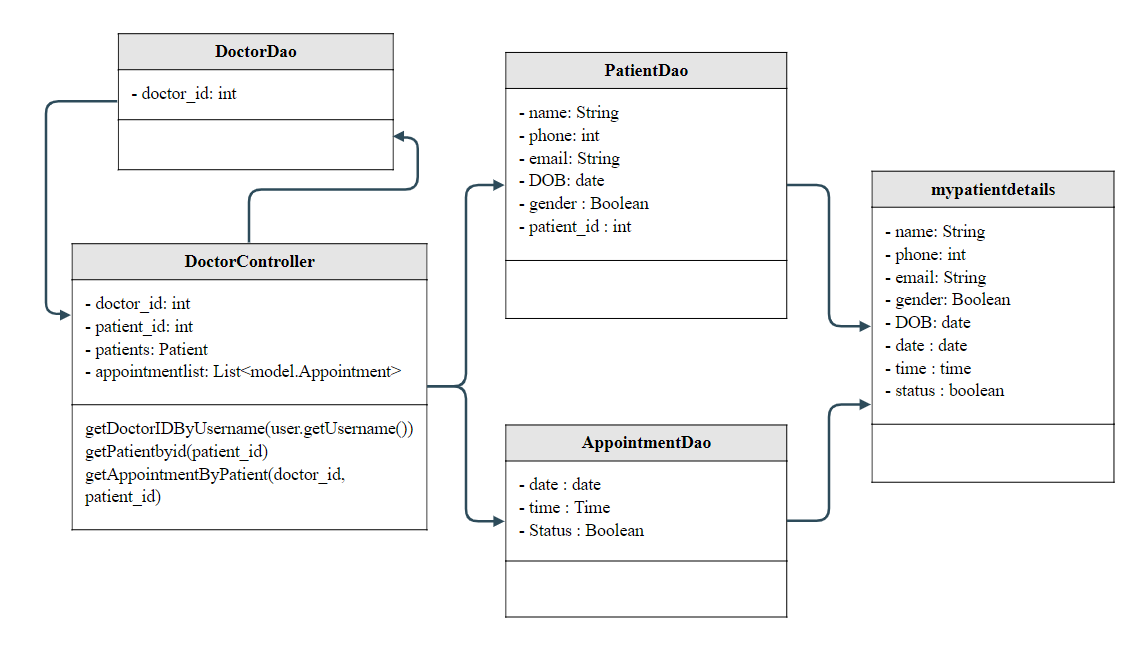 DoctorDao
- doctor_id: int
DoctorController
- doctor_id: int
- patient_id: int
- patients: Patient
- appointmentlist: List<model.Appointment>
getDoctorIDByUsername(user.getUsername())
getPatientbyid(patient_id)
getAppointmentByPatient(doctor_id,
patient_id)
PatientDao
- name: String
- phone: int
- email: String
- DOB: date
- gender : Boolean
- patient_id : int
AppointmentDao
- date : date
- time : Time
- Status : Boolean
mypatientdetails
- name: String
- phone: int
- email: String
- gender: Boolean
- DOB: date
- date : date
- time : time
- status : boolean